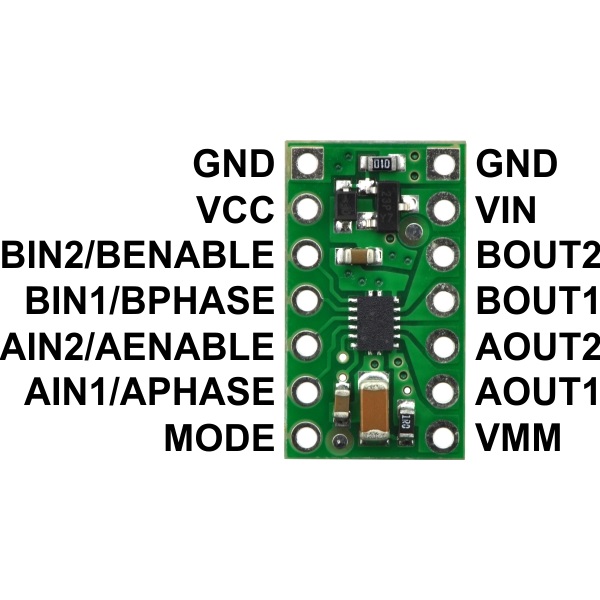 GND GND
VCC VIN
BIN2/BENABLE BOUT2
BIN1/BPHASE BOUT1
AIN2/AENABLE AOUT2
AIN1/APHASE AOUT1
MODE VMM